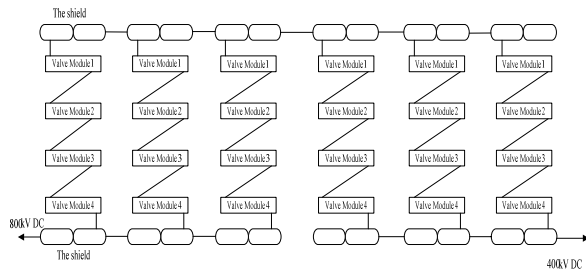 The shield
Valve Module1 Valve Module1 Valve Module1 Valve Module1 Valve Module1 Valve Module1
Valve Module2 Valve Module2 Valve Module2 Valve Module2 Valve Module2 Valve Module2
Valve Module3 Valve Module3 Valve Module3 Valve Module3 Valve Module3 Valve Module3
Valve Module4 Valve Module4 Valve Module4 Valve Module4 Valve Module4 Valve Module4
800kV DC
The shield
400kV DC